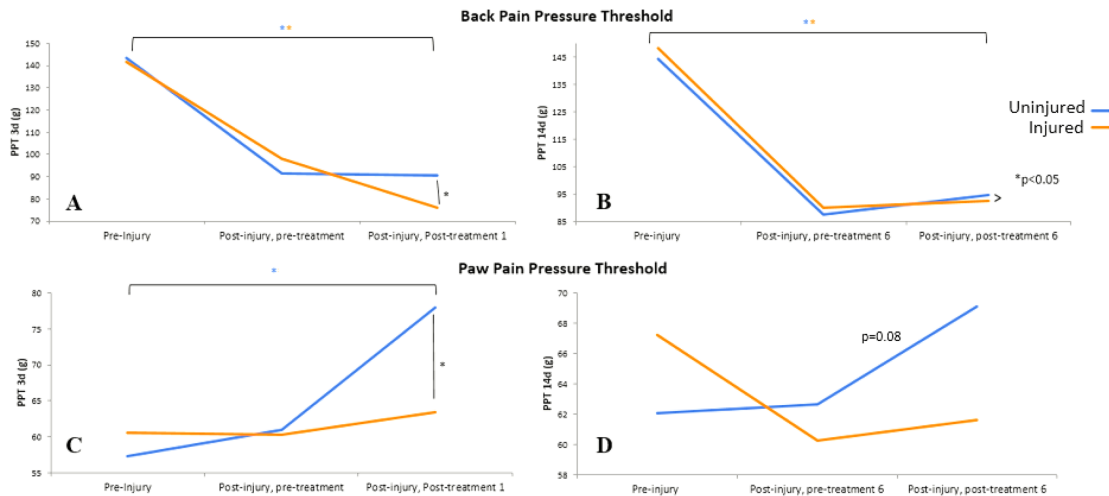 Back Pain Pressure Threshold
* *
* *
PPT 3d (g)
150
140
130
120
110
100
90
80
70
A
*
Pre-Injury
Post-injury, pre-treatment
Post-injury, Post-treatment 1
PPT 14d (g)
145
135
125
115
105
95
85
B
>
Pre-injury
Post-injury, pre-treatment 6
Post-injury, post-treatment 6
Uninjured
Injured
*p<0.05
Paw Pain Pressure Threshold
*
PPT 3d (g)
80
75
70
65
60
55
C
*
Pre-Injury
Post-injury, pre-treatment
Post-injury, Post-treatment 1
PPT 14d (g)
70
68
66
64
62
60
58
D
p=0.08
Pre-injury
Post-injury, pre-treatment 6
Post-injury, post-treatment 6